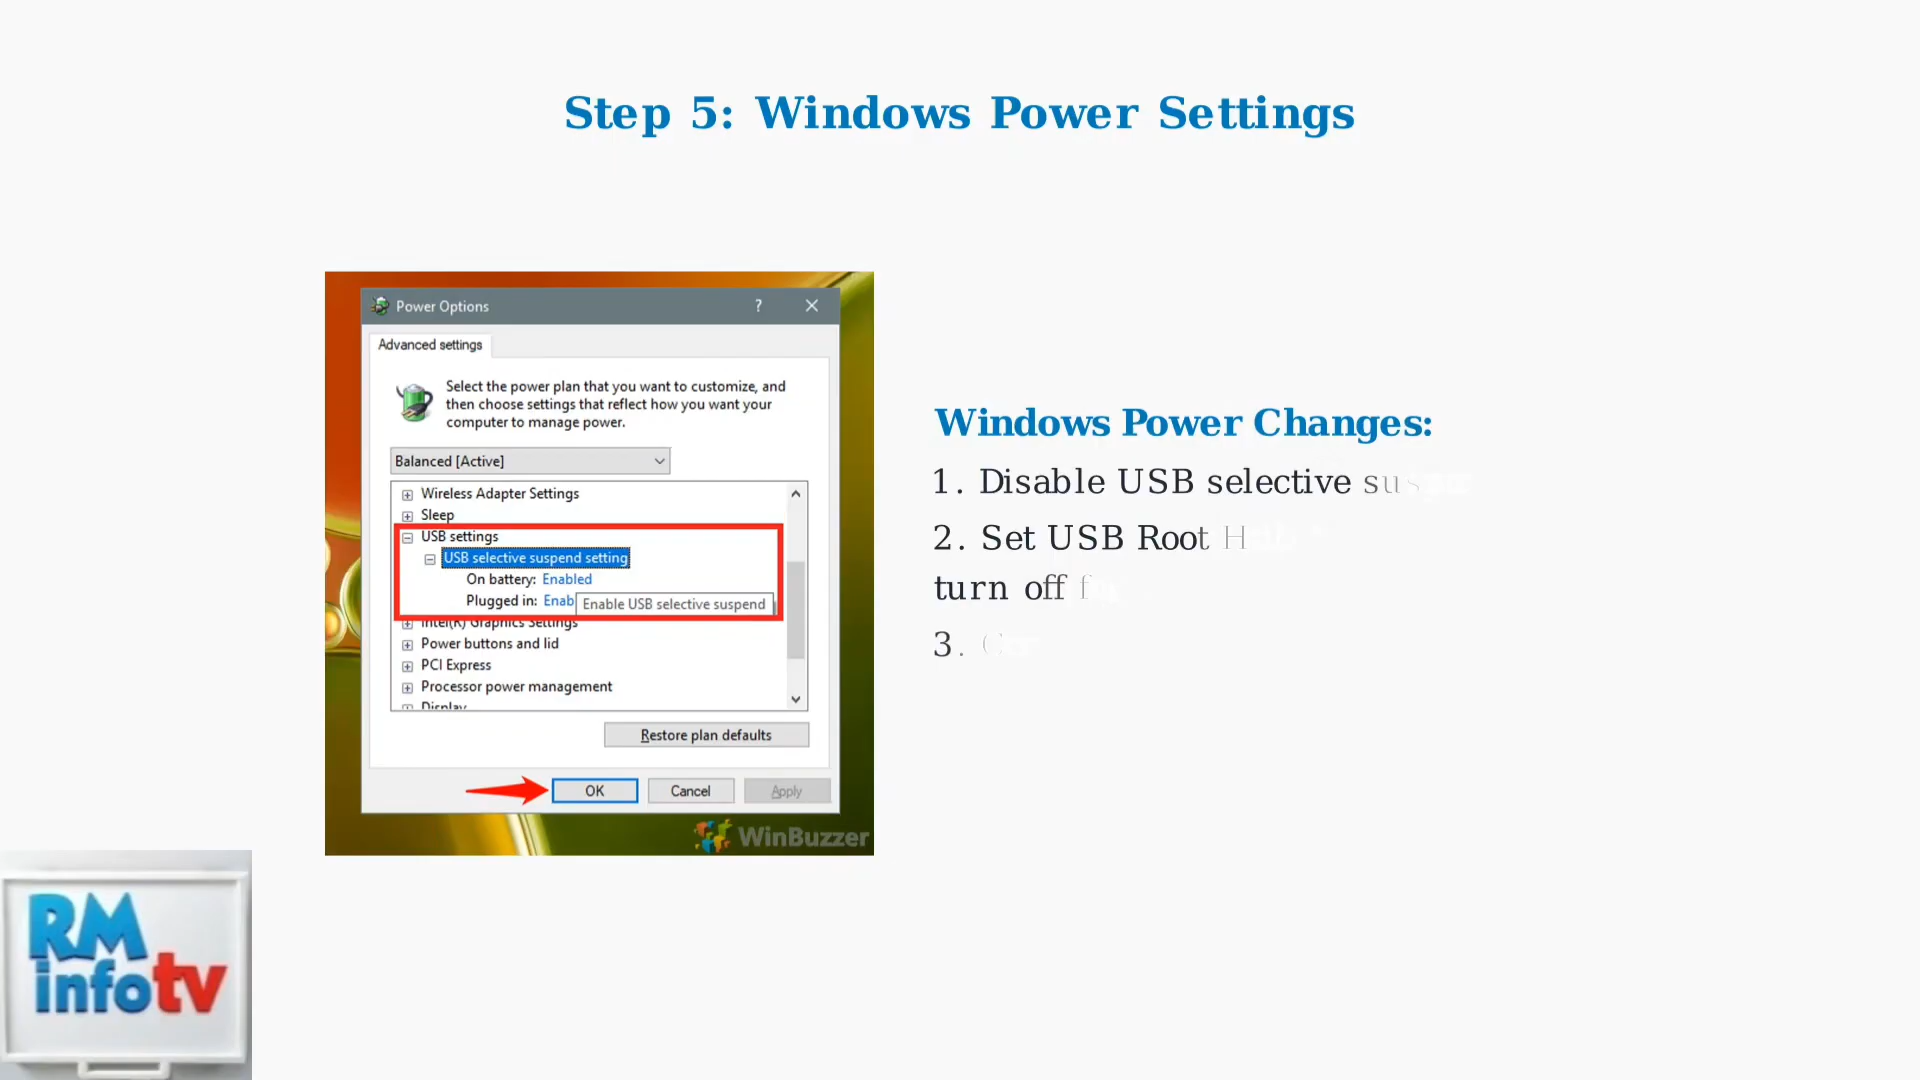 Step 5: Windows Power Settings
Power Options
?
Advanced settings
Select the power plan that you want to customize, and
then choose settings that reflect how you want your
computer to manage power.
Balanced [Active]
Wireless Adapter Settings
Sleep
USB settings
USB selective suspend setting
On battery: Enabled
Plugged in: Enab
Enable USB selective suspend
Intel(R) Graphics Settings
Power buttons and lid
PCI Express
Processor power management
Display
Restore plan defaults
OK Cancel Apply
WinBuzzer
Windows Power Changes:
1. Disable USB selective
2. Set USB Root
turn off
3.
RM
infotv